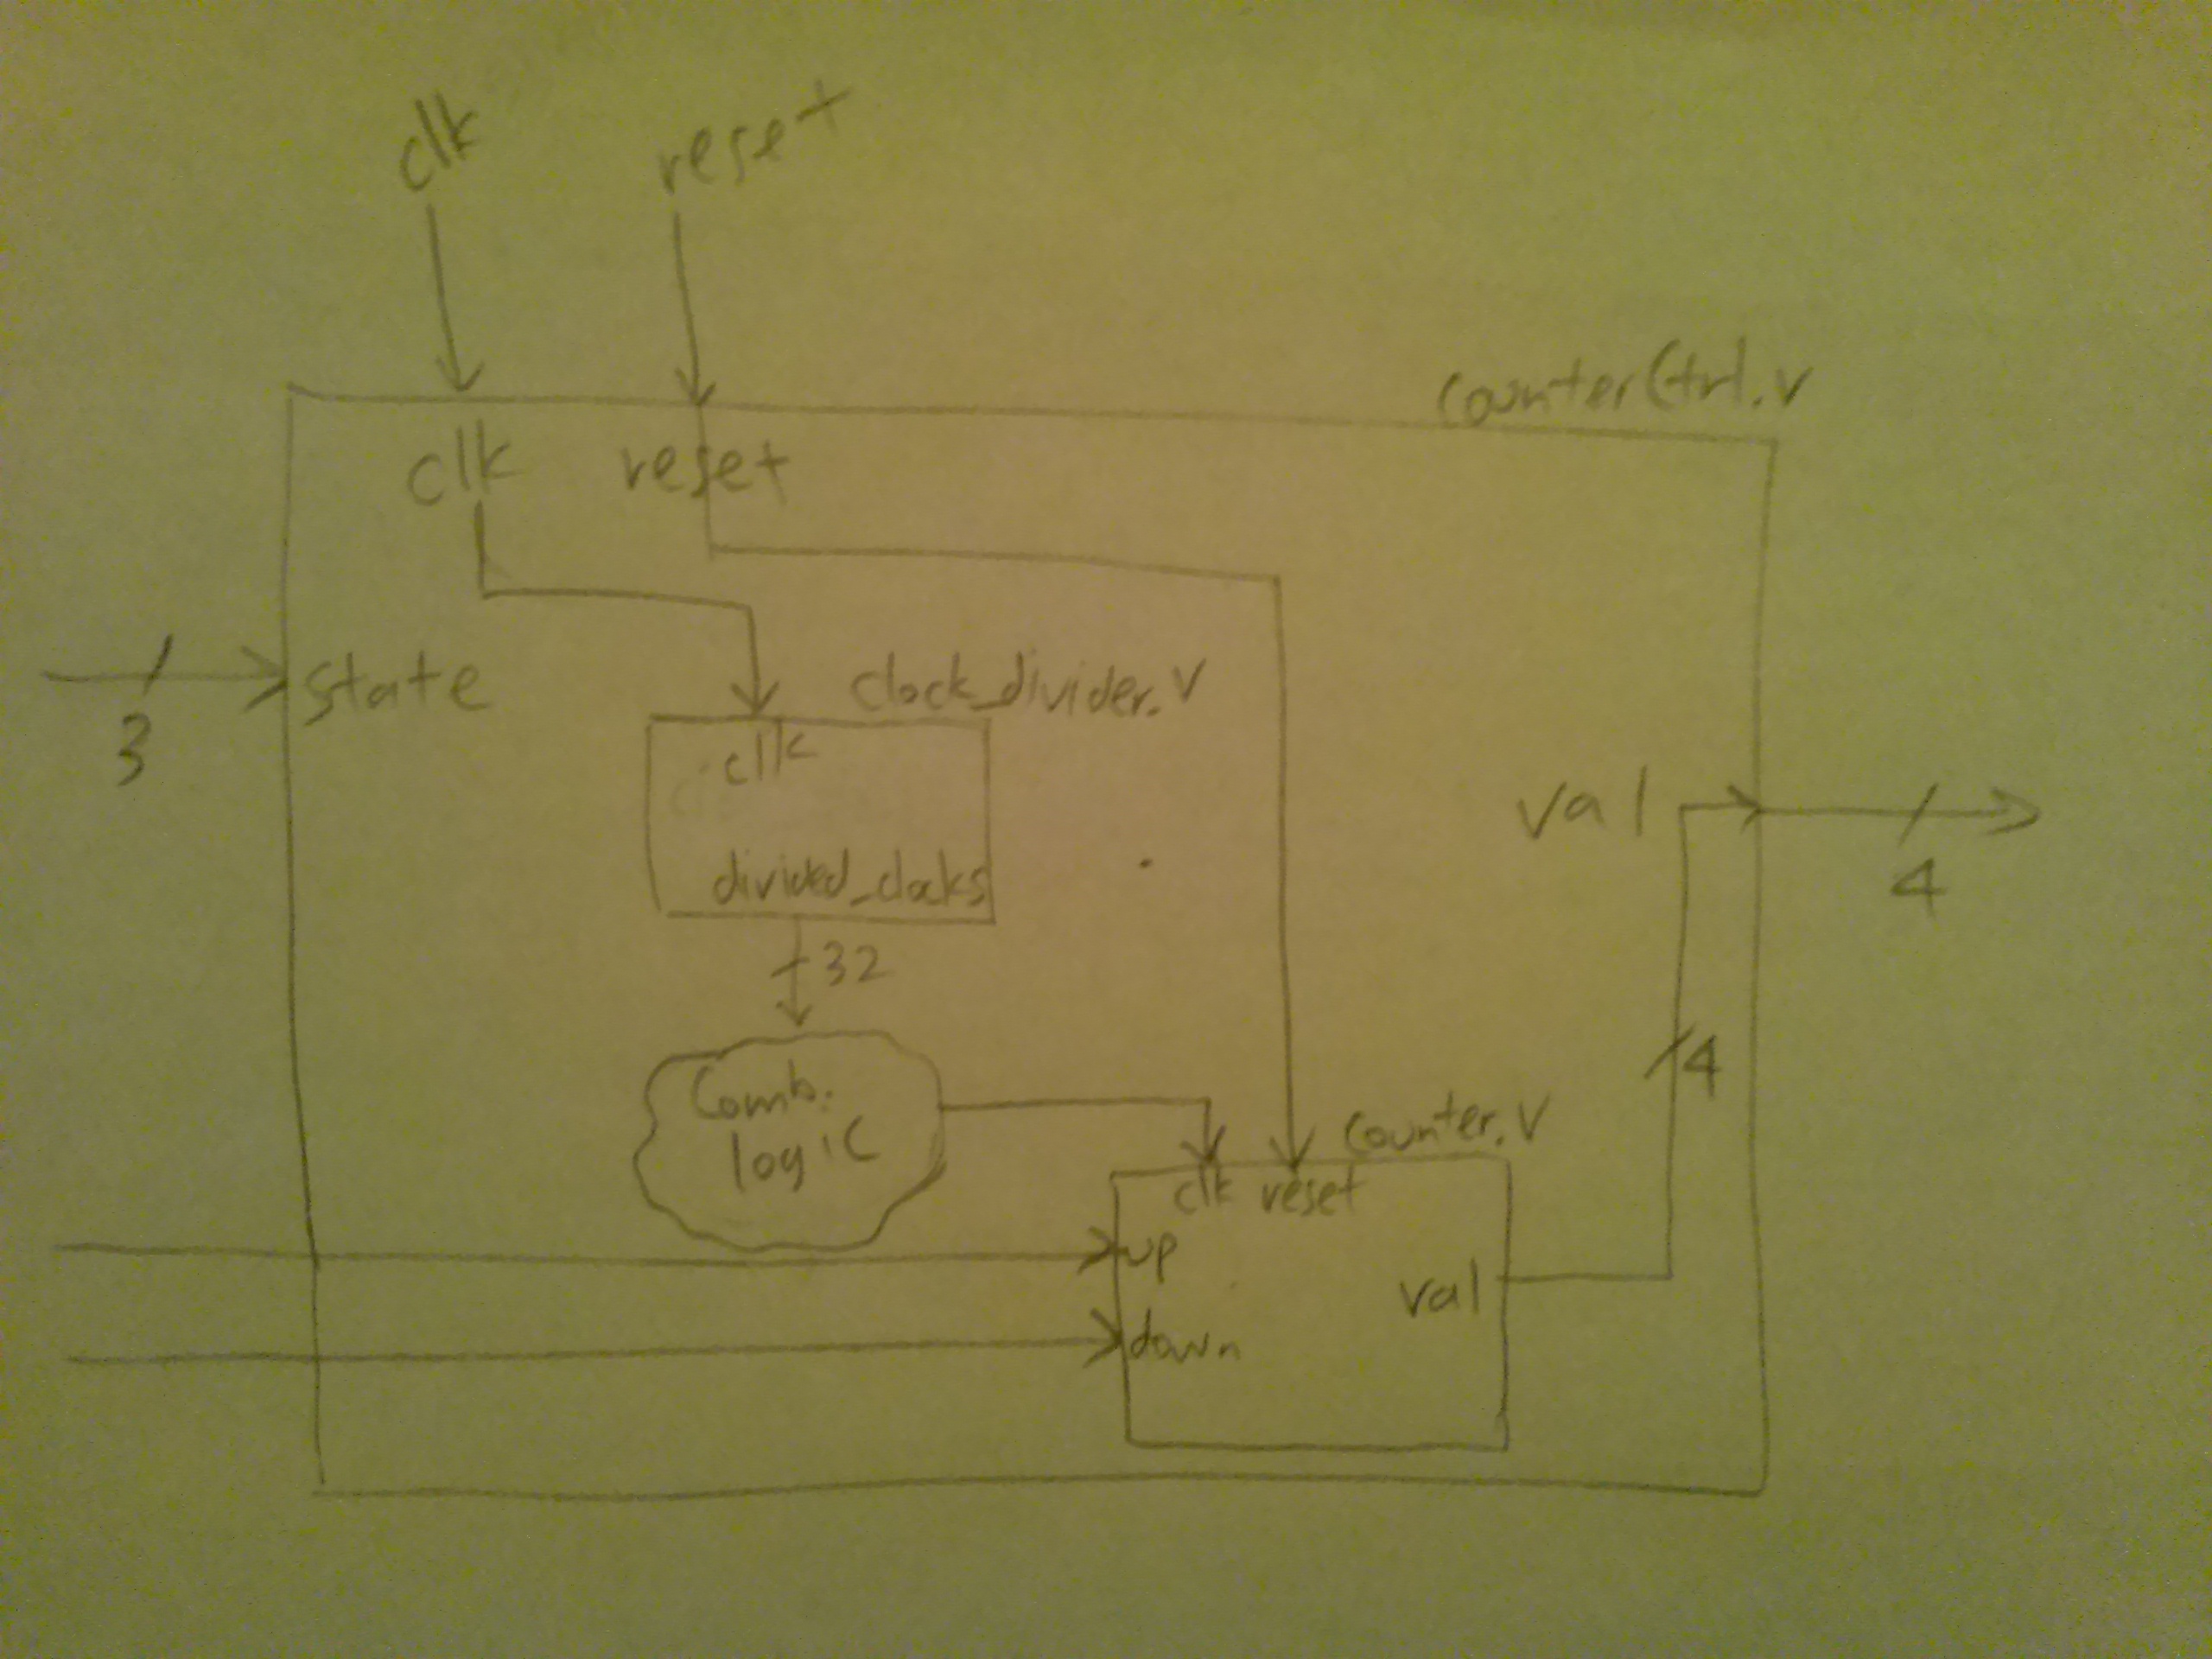 clk reset
counterCtrl.v
clk reset
3
state
clock_divider.v
clk
divided_clocks
32
Comb.
logic
val
4
counter.v
clk reset
up
down
val
4